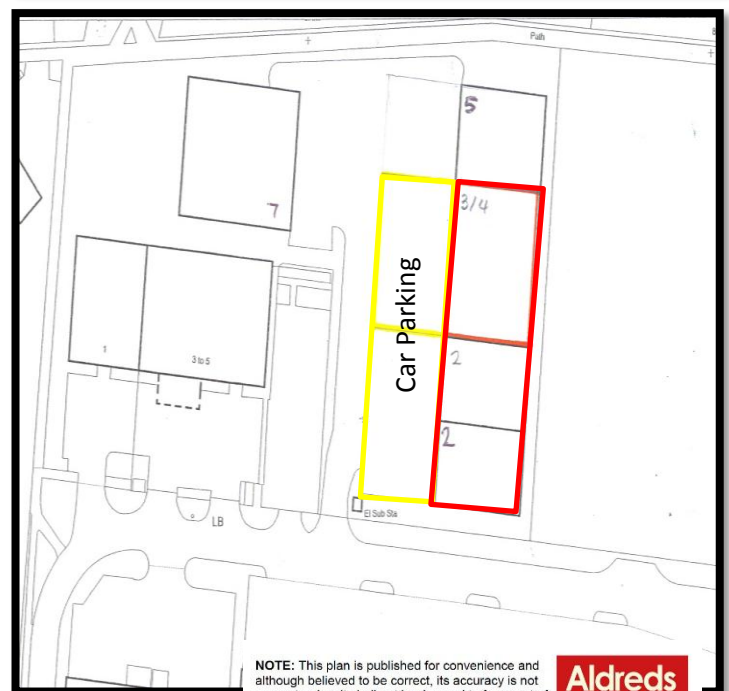 Path
5
3/4
7
Car Parking
1
3 to 5
2
2
El Sub Sta
LB
NOTE: This plan is published for convenience and
although believed to be correct, its accuracy is not
Aldreds